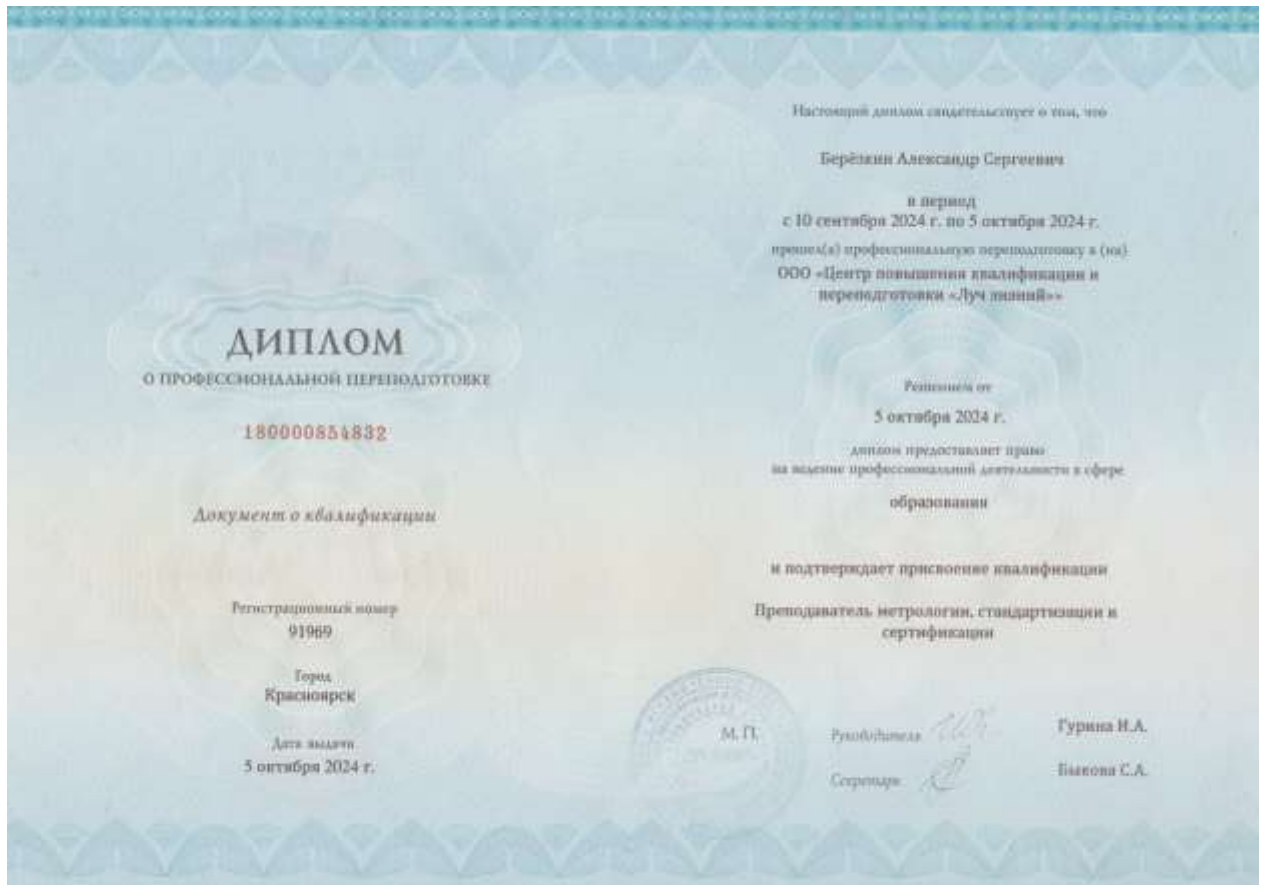 ДИПЛОМ
О ПРОФЕССИОНАЛЬНОЙ ПЕРЕПОДГОТОВКЕ
180000854832
Документ о квалификации
Регистрационный номер
91969
Город
Красноярск
Дата выдачи
5 октября 2024 г.
Настоящий диплом свидетельствует о том, что
Берёзкин Александр Сергеевич
в период
с 10 сентября 2024 г. по 5 октября 2024 г.
прошел(а) профессиональную переподготовку в (на)
ООО «Центр повышения квалификации и
переподготовки «Луч знаний»»
Решением от
5 октября 2024 г.
диплом предоставляет право
на ведение профессиональной деятельности в сфере
образования
и подтверждает присвоение квалификации
Преподаватель метрологии, стандартизации и
сертификации
М. П.
Руководитель
Гурина И.А.
Секретарь
Быкова С.А.